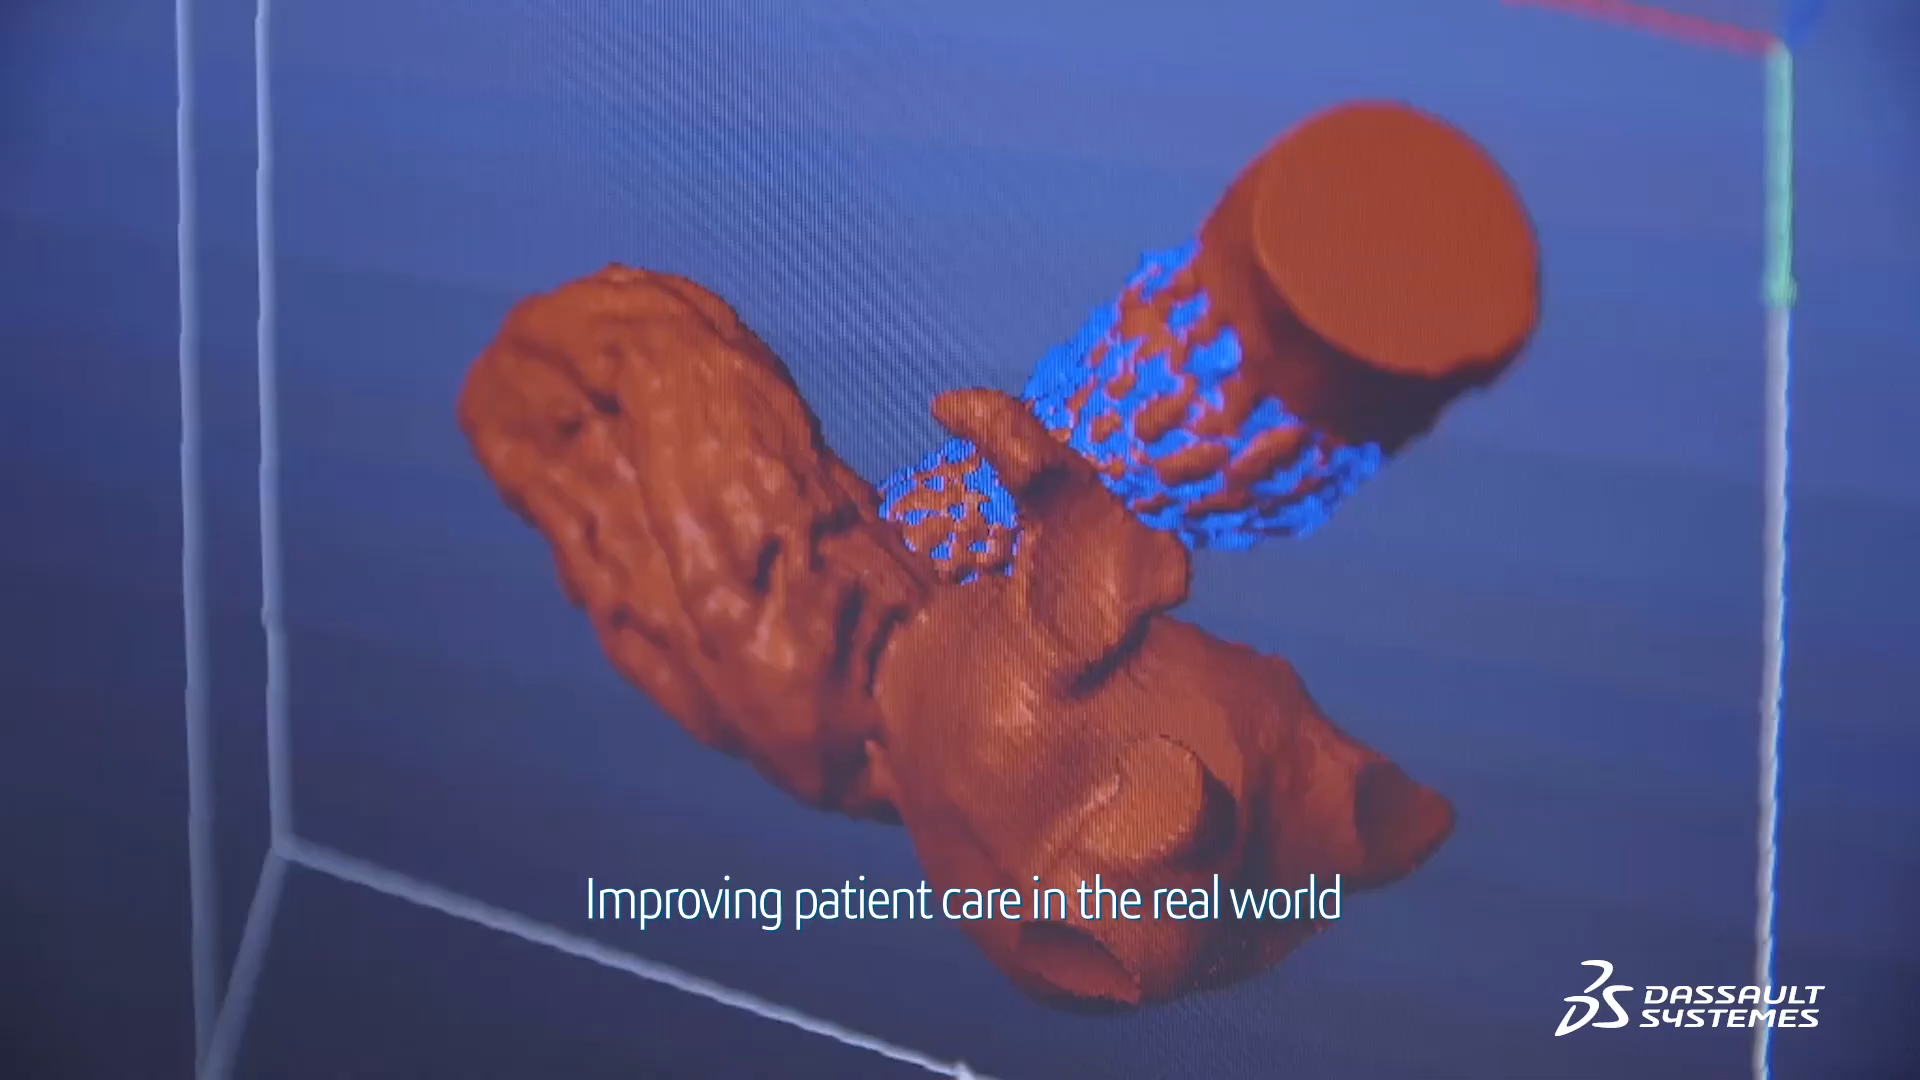 Improving patient care in the real world
DASSAULT
SYSTEMES